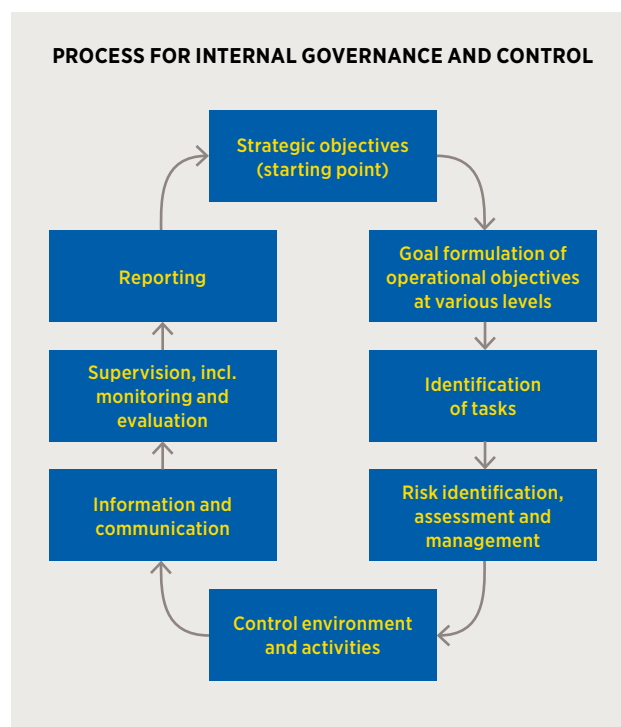 PROCESS FOR INTERNAL GOVERNANCE AND CONTROL
Strategic objectives
(starting point)
Goal formulation of
operational objectives
at various levels
Identification
of tasks
Risk identification,
assessment and
management
Control environment
and activities
Information and
communication
Supervision, incl.
monitoring and
evaluation
Reporting